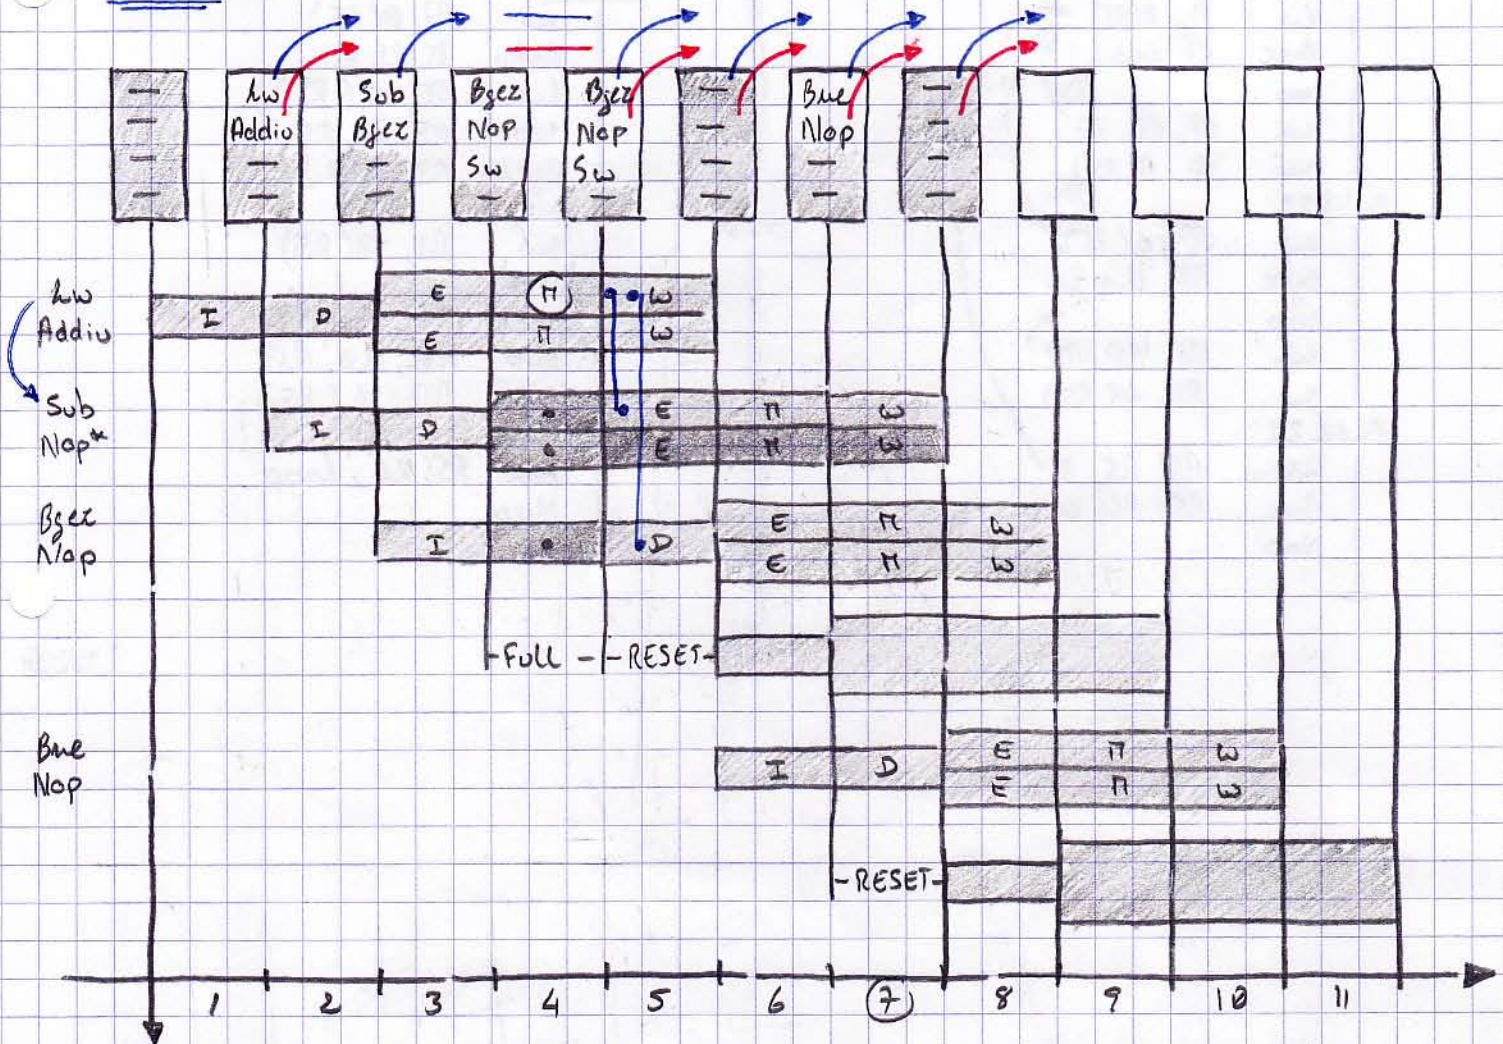 Lw Sub Bgez Bgez — Bne —
Addiu Bgez Nop Nop — Nop —
— — Sw Sw — — —
Lw E M W
Addiu I D E M W
Sub • E M W
Nop* I D • E M W
Bgez E M W
Nop I • D E M W
-FULL - -RESET-
Bne I D E M W
Nop E M W
-RESET-
1 2 3 4 5 6 7 8 9 10 11